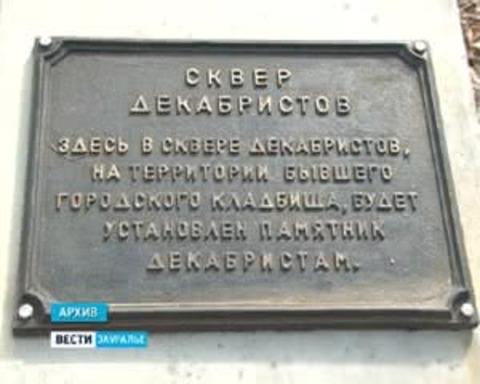 СКВЕР
ДЕКАБРИСТОВ
ЗДЕСЬ В СКВЕРЕ ДЕКАБРИСТОВ,
НА ТЕРРИТОРИИ БЫВШЕГО
ГОРОДСКОГО КЛАДБИЩА, БУДЕТ
УСТАНОВЛЕН ПАМЯТНИК
ДЕКАБРИСТАМ.
АРХИВ
ВЕСТИ ЗАУРАЛЬЕ